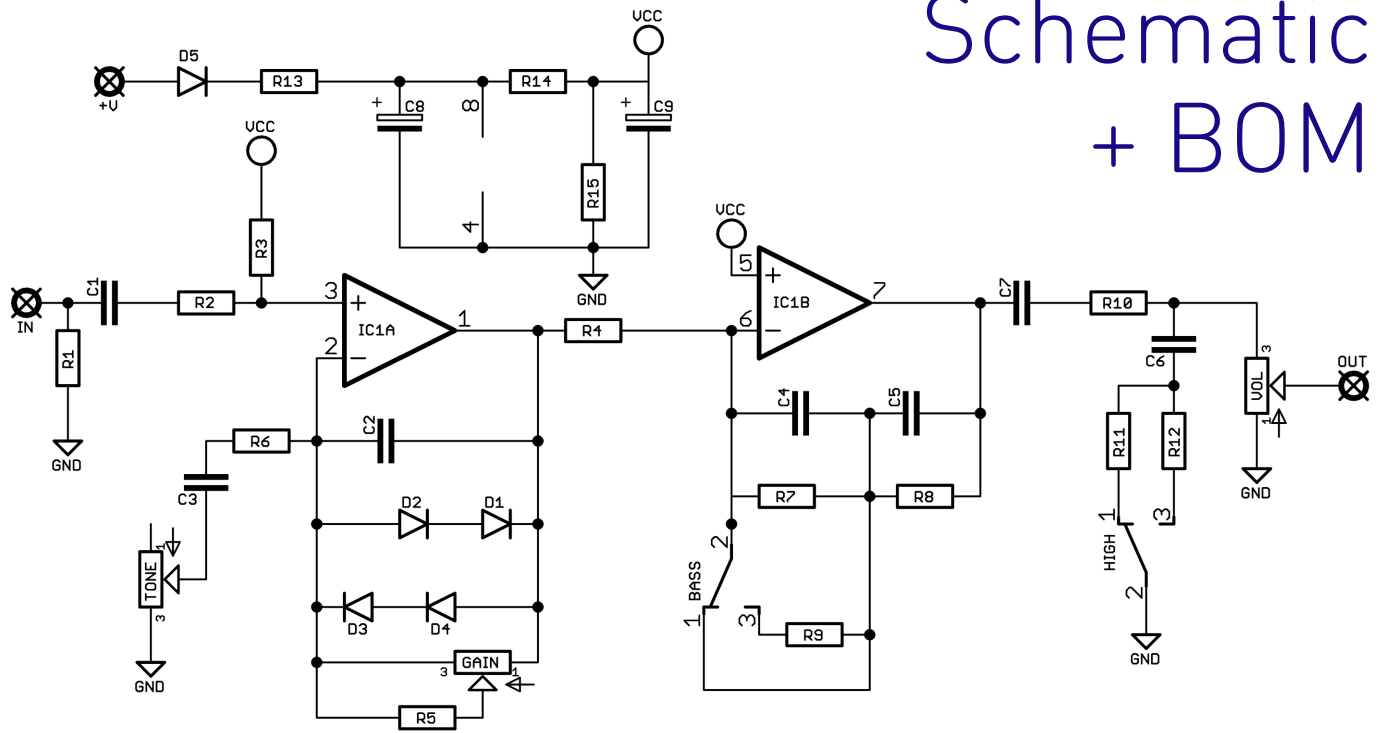 Schematic
+ BOM
VCC
D5
R13
R14
+V
+
C8
8
+
C9
VCC
R15
4
R3
GND
VCC
C1
R2
3
+
5
+
IC1B
7
C7
R10
IN
IC1A
1
R4
6
−
2
−
R1
C6
3
VOL
OUT
1
C4
C5
GND
R6
C2
R11
R12
GND
C3
R7
R8
D2
D1
1
3
2
HIGH
1
TONE
3
BASS
2
1
3
R9
D3
D4
GND
GND
3
GAIN
1
R5